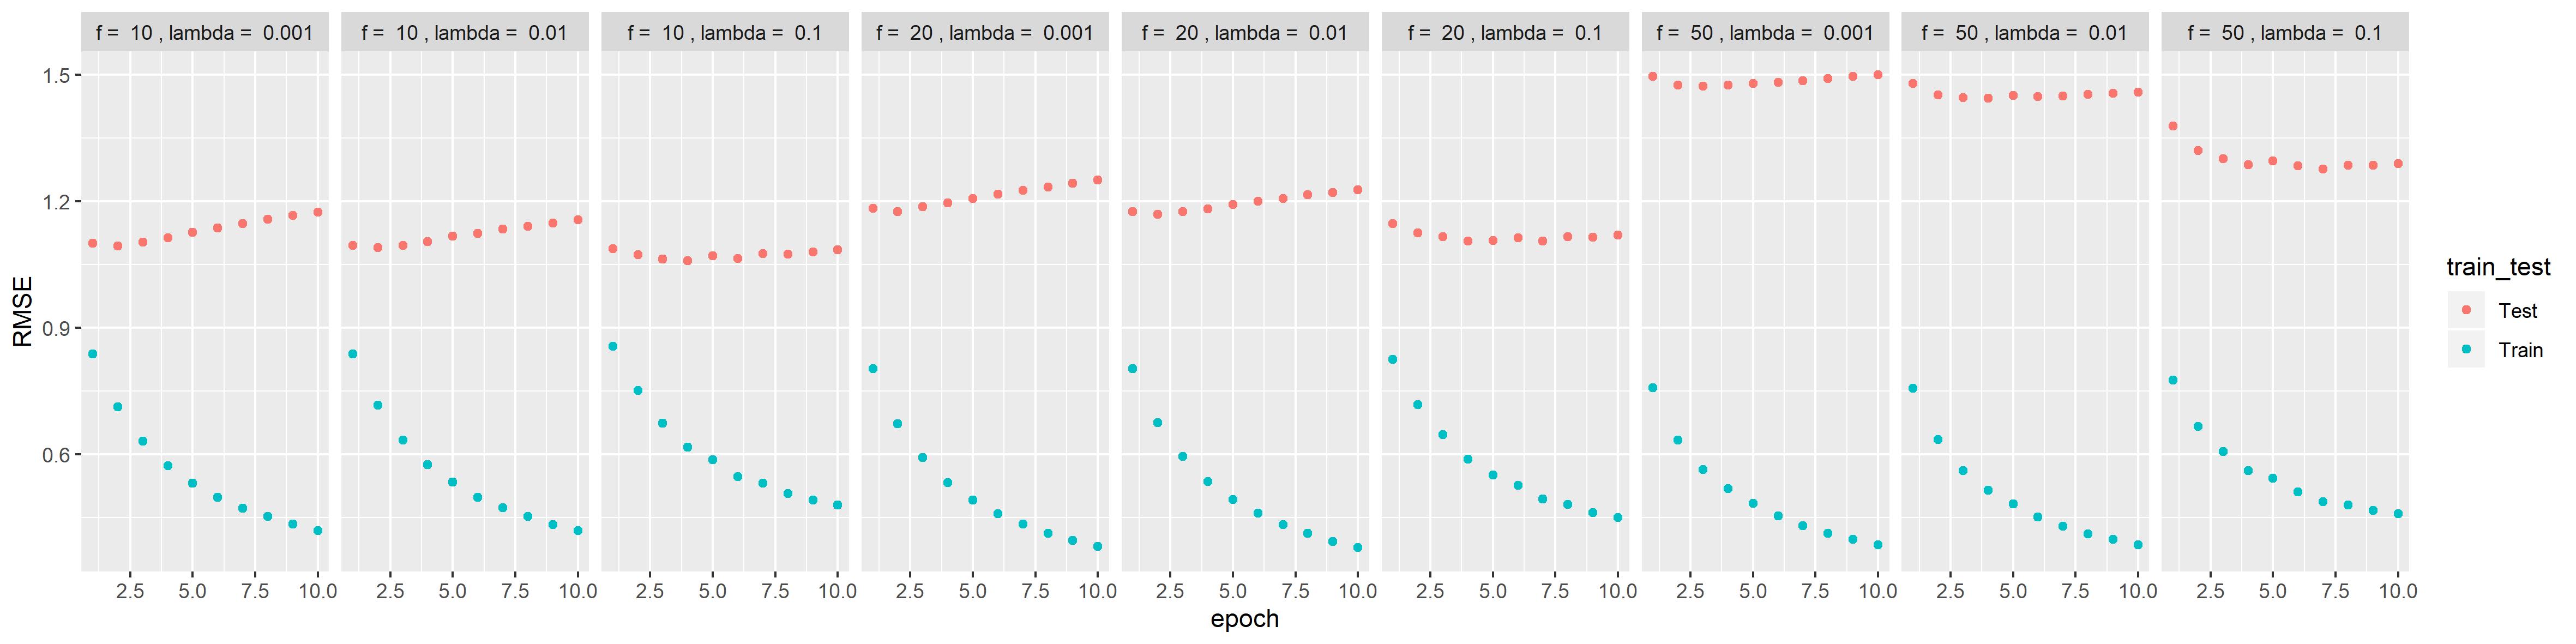 f = 10 , lambda = 0.001
f = 10 , lambda = 0.01
f = 10 , lambda = 0.1
f = 20 , lambda = 0.001
f = 20 , lambda = 0.01
f = 20 , lambda = 0.1
f = 50 , lambda = 0.001
f = 50 , lambda = 0.01
f = 50 , lambda = 0.1
1.5
1.2
0.9
0.6
RMSE
2.5 5.0 7.5 10.0
2.5 5.0 7.5 10.0
2.5 5.0 7.5 10.0
2.5 5.0 7.5 10.0
2.5 5.0 7.5 10.0
2.5 5.0 7.5 10.0
2.5 5.0 7.5 10.0
2.5 5.0 7.5 10.0
2.5 5.0 7.5 10.0
epoch
train_test
Test
Train